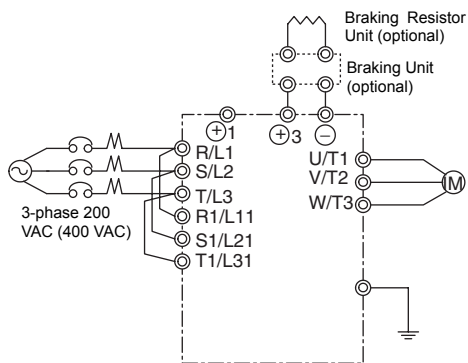 Braking Resistor
Unit (optional)
Braking Unit
(optional)
+1
+3
−
R/L1
S/L2
T/L3
R1/L11
S1/L21
T1/L31
3-phase 200
VAC (400 VAC)
U/T1
V/T2
W/T3
M